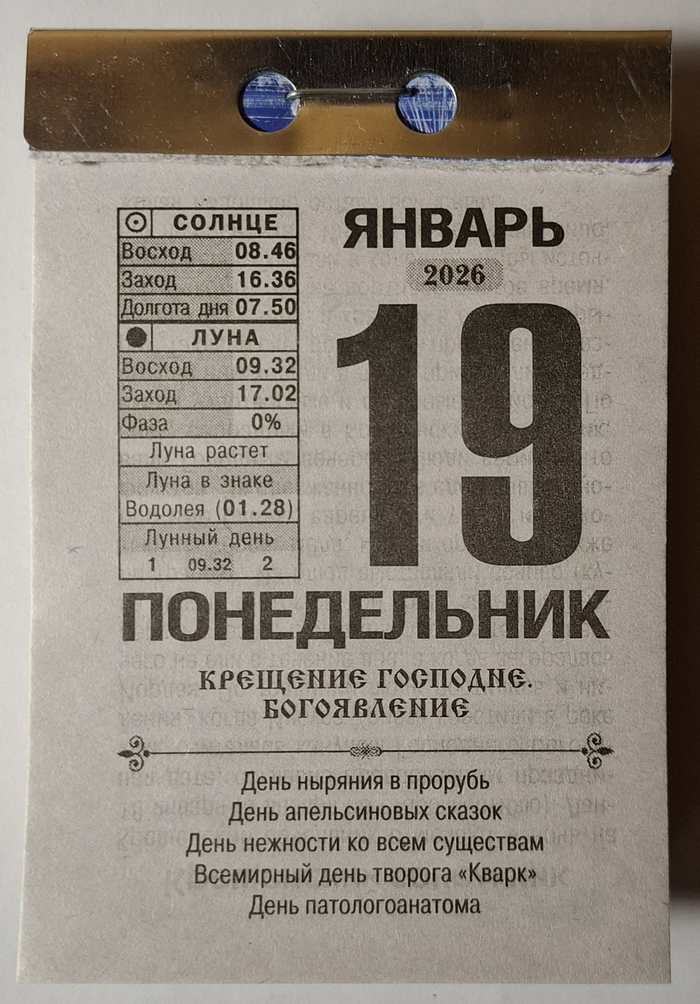 СОЛНЦЕ
Восход 08.46
Заход 16.36
Долгота дня 07.50
ЛУНА
Восход 09.32
Заход 17.02
Фаза 0%
Луна растет
Луна в знаке
Водолея (01.28)
Лунный день
1 09.32 2
ЯНВАРЬ
2026
19
ПОНЕДЕЛЬНИК
КРЕЩЕНИЕ ГОСПОДНЕ.
БОГОЯВЛЕНИЕ
День ныряния в прорубь
День апельсиновых сказок
День нежности ко всем существам
Всемирный день творога «Кварк»
День патологоанатома